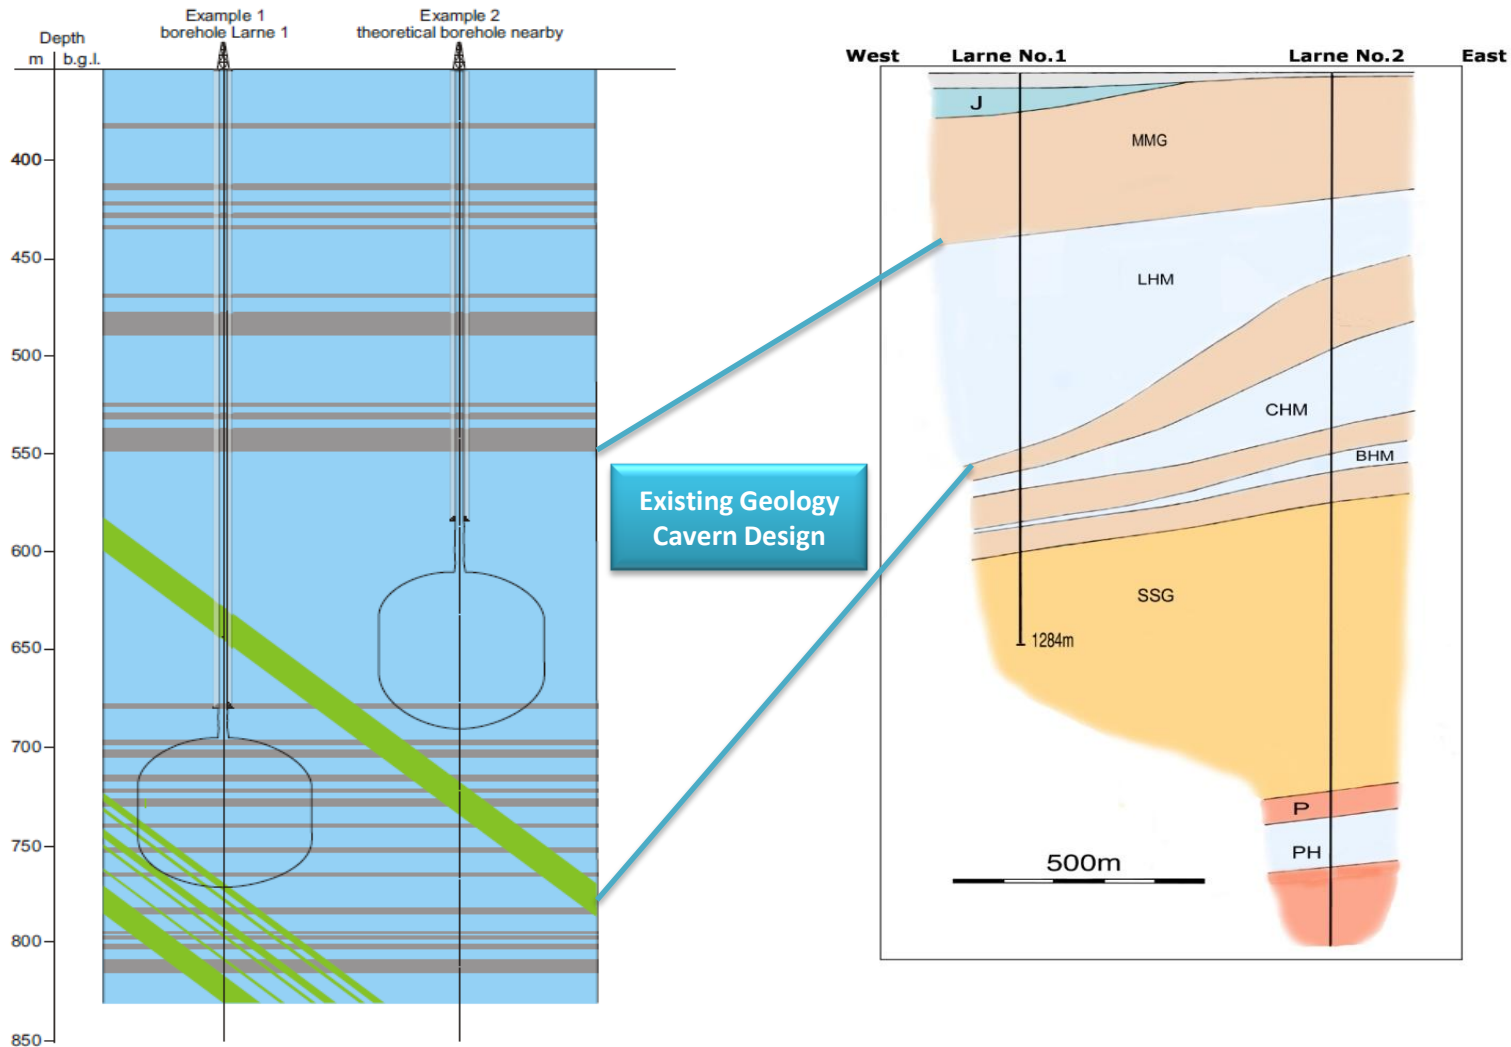 Example 1
borehole Larne 1
Example 2
theoretical borehole nearby
Depth
m b.g.l.
400
450
500
550
600
650
700
750
800
850
Existing Geology
Cavern Design
West
Larne No.1
Larne No.2
East
J
MMG
LHM
CHM
BHM
SSG
1284m
P
PH
500m